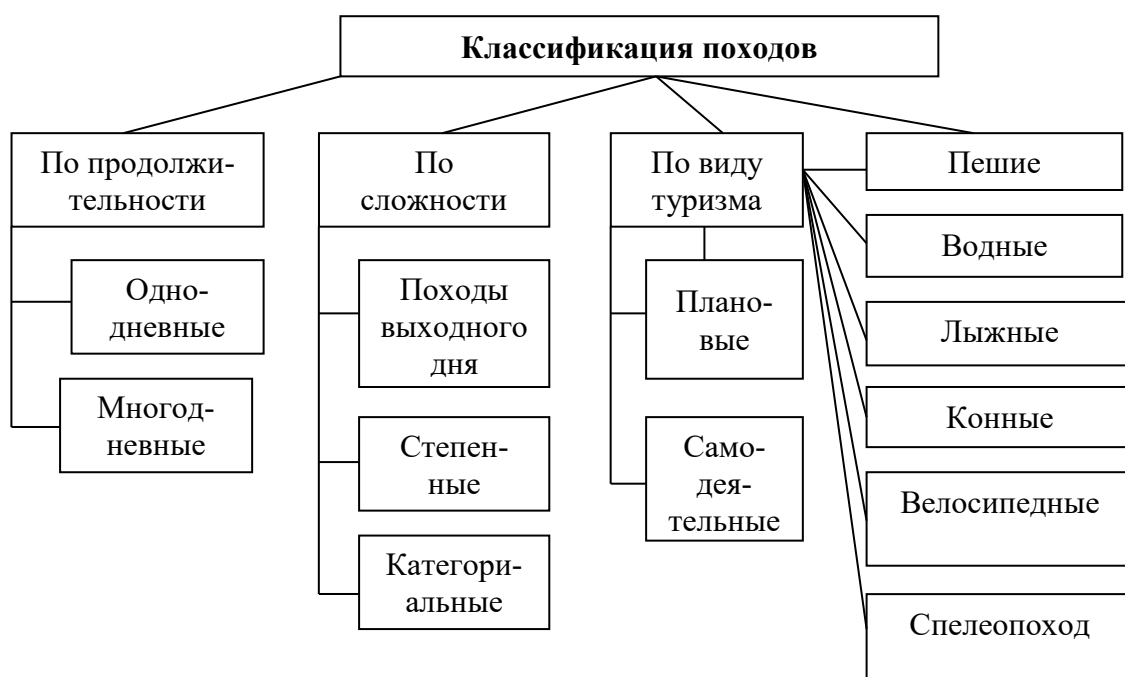 Классификация походов
По продолжи-
тельности
Одно-
дневные
Многод-
невные
По
сложности
Походы
выходного
дня
Степен-
ные
Категори-
альные
По виду
туризма
Плано-
вые
Само-
дея-
тельные
Пешие
Водные
Лыжные
Конные
Велосипедные
Спелеопоход